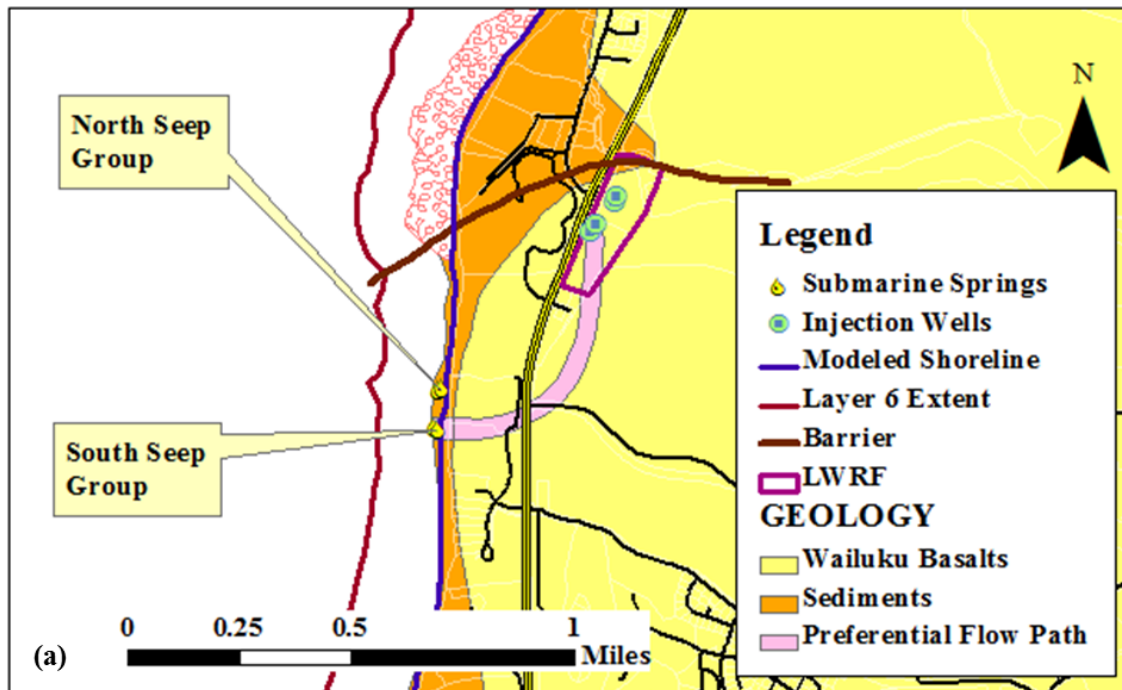 North Seep
Group
South Seep
Group
N
Legend
Submarine Springs
Injection Wells
Modeled Shoreline
Layer 6 Extent
Barrier
LWRF
GEOLOGY
Wailuku Basalts
Sediments
Preferential Flow Path
0 0.25 0.5 1
Miles
(a)